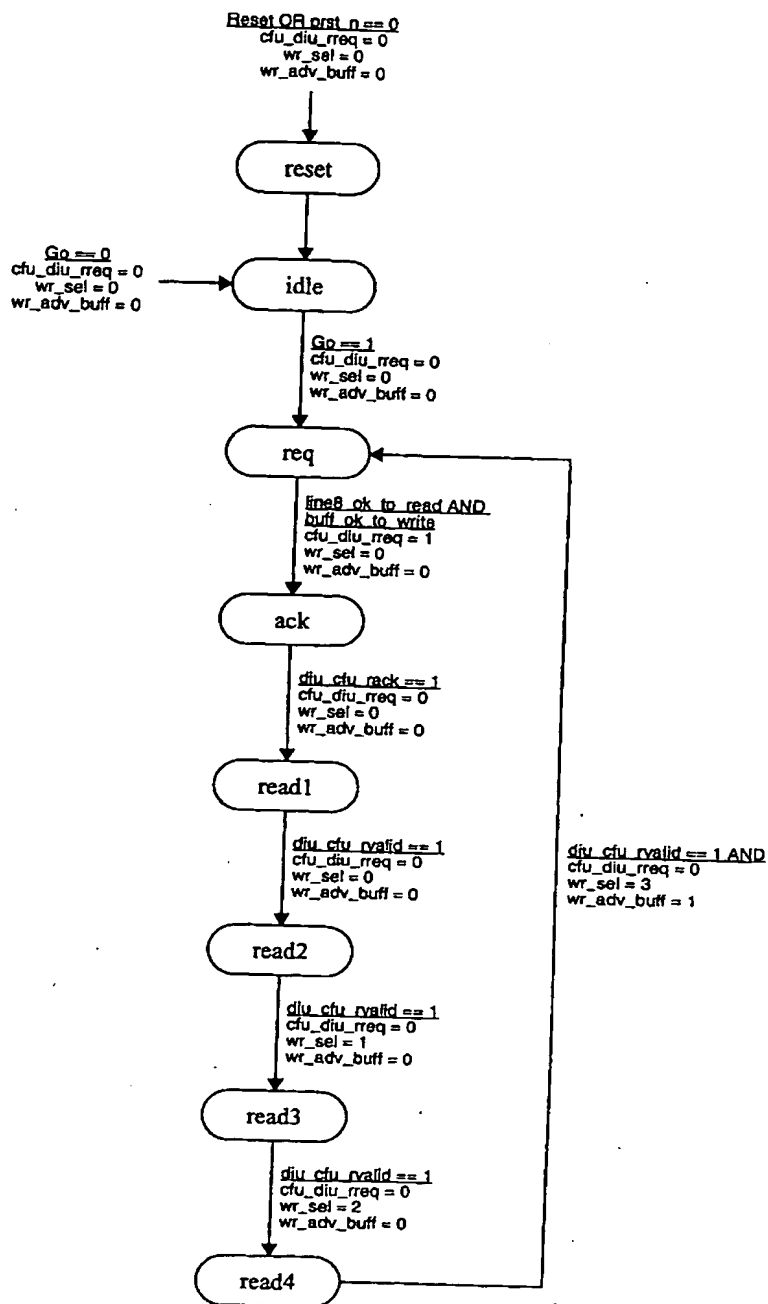 Reset OR prst_n == 0
cfu_diu_rreq = 0
wr_sel = 0
wr_adv_buff = 0
reset
Go == 0
cfu_diu_rreq = 0
wr_sel = 0
wr_adv_buff = 0
idle
Go == 1
cfu_diu_rreq = 0
wr_sel = 0
wr_adv_buff = 0
req
line8_ok_to_read AND
buff_ok_to_write
cfu_diu_rreq = 1
wr_sel = 0
wr_adv_buff = 0
ack
diu_cfu_rack == 1
cfu_diu_rreq = 0
wr_sel = 0
wr_adv_buff = 0
read1
diu_cfu_rvalid == 1
cfu_diu_rreq = 0
wr_sel = 0
wr_adv_buff = 0
diu_cfu_rvalid == 1 AND
cfu_diu_rreq = 0
wr_sel = 3
wr_adv_buff = 1
read2
diu_cfu_rvalid == 1
cfu_diu_rreq = 0
wr_sel = 1
wr_adv_buff = 0
read3
diu_cfu_rvalid == 1
cfu_diu_rreq = 0
wr_sel = 2
wr_adv_buff = 0
read4